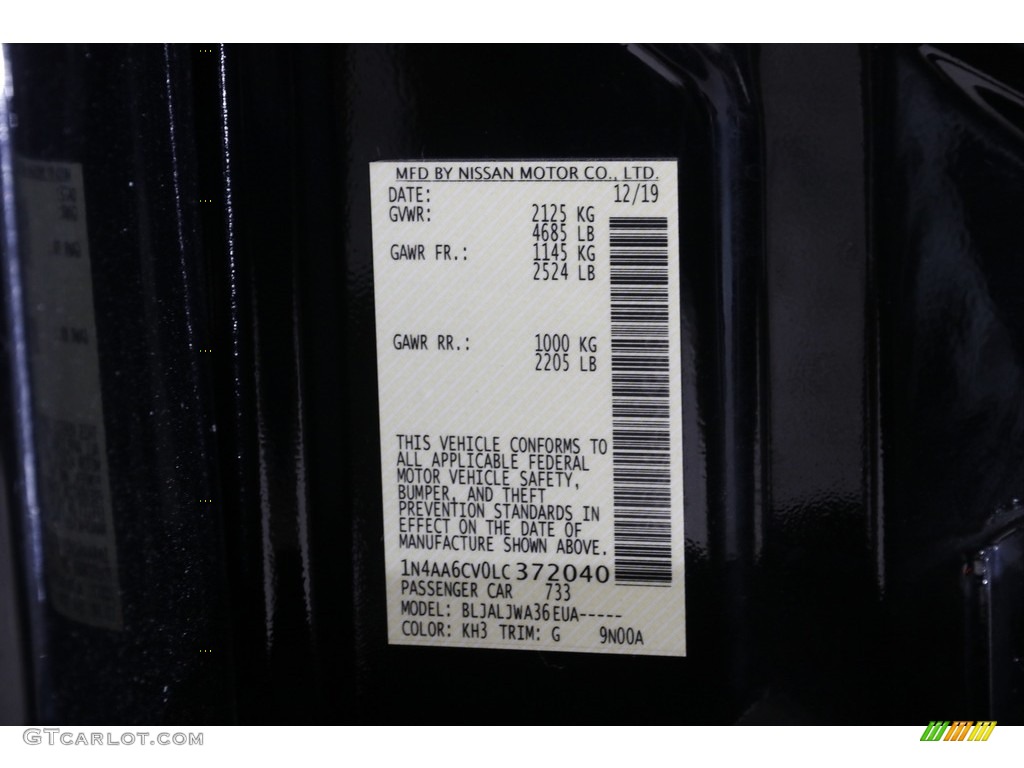 MFD BY NISSAN MOTOR CO., LTD.
DATE: 12/19
GVWR: 2125 KG
4685 LB
GAWR FR.: 1145 KG
2524 LB
GAWR RR.: 1000 KG
2205 LB
THIS VEHICLE CONFORMS TO
ALL APPLICABLE FEDERAL
MOTOR VEHICLE SAFETY,
BUMPER, AND THEFT
PREVENTION STANDARDS IN
EFFECT ON THE DATE OF
MANUFACTURE SHOWN ABOVE.
1N4AA6CV0LC372040
PASSENGER CAR 733
MODEL: BLJALJWA36EUA-----
COLOR: KH3 TRIM: G 9N00A
GTCARLOT.COM